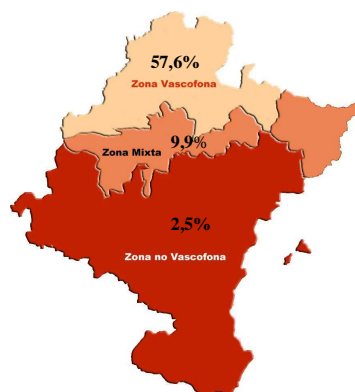 57,6%
Zona Vascofona
9,9%
Zona Mixta
2,5%
Zona no Vascofona